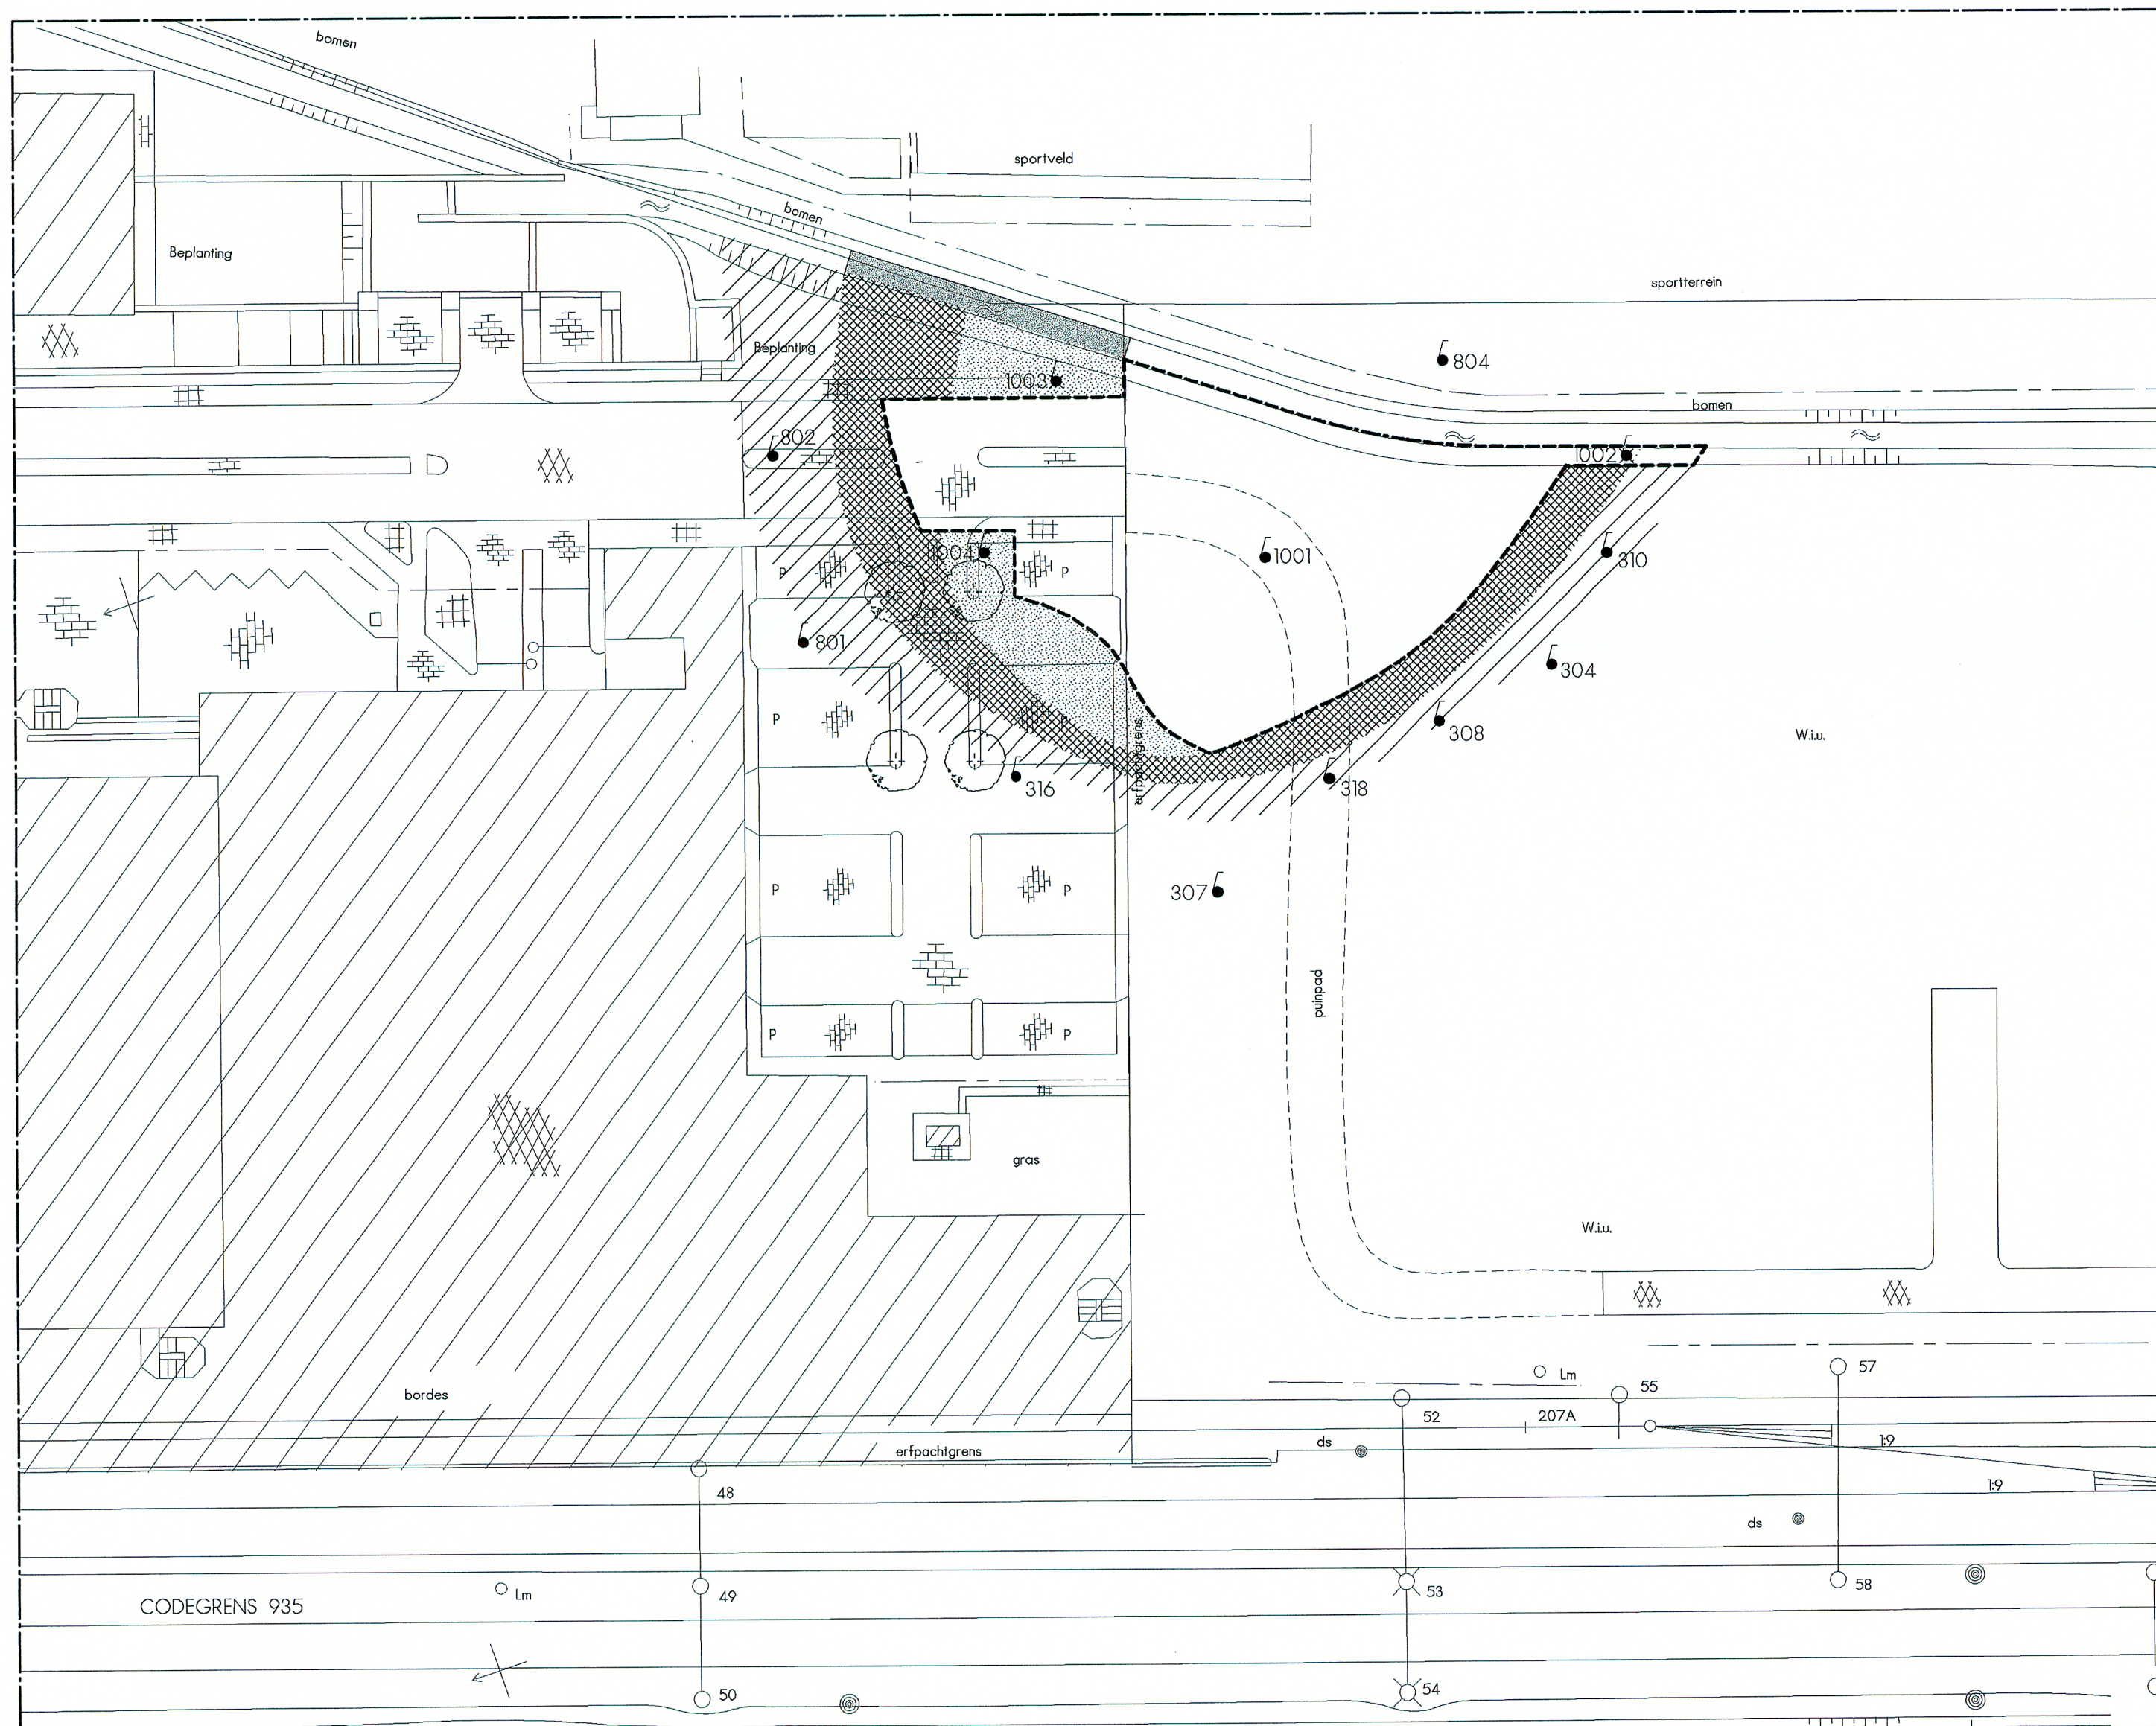 bomen
sportveld
bomen
Beplanting
sportterrein
Beplanting
804
1003
bomen
802
1002
1004
1001
310
P
P
801
304
P
P
erfpachtgrens
308
W.i.u.
316
318
P
P
307
puinpad
P
P
gras
W.i.u.
57
Lm
55
bordes
52
207A
1:9
ds
erfpachtgrens
48
1:9
ds
58
53
49
Lm
CODEGRENS 935
54
50